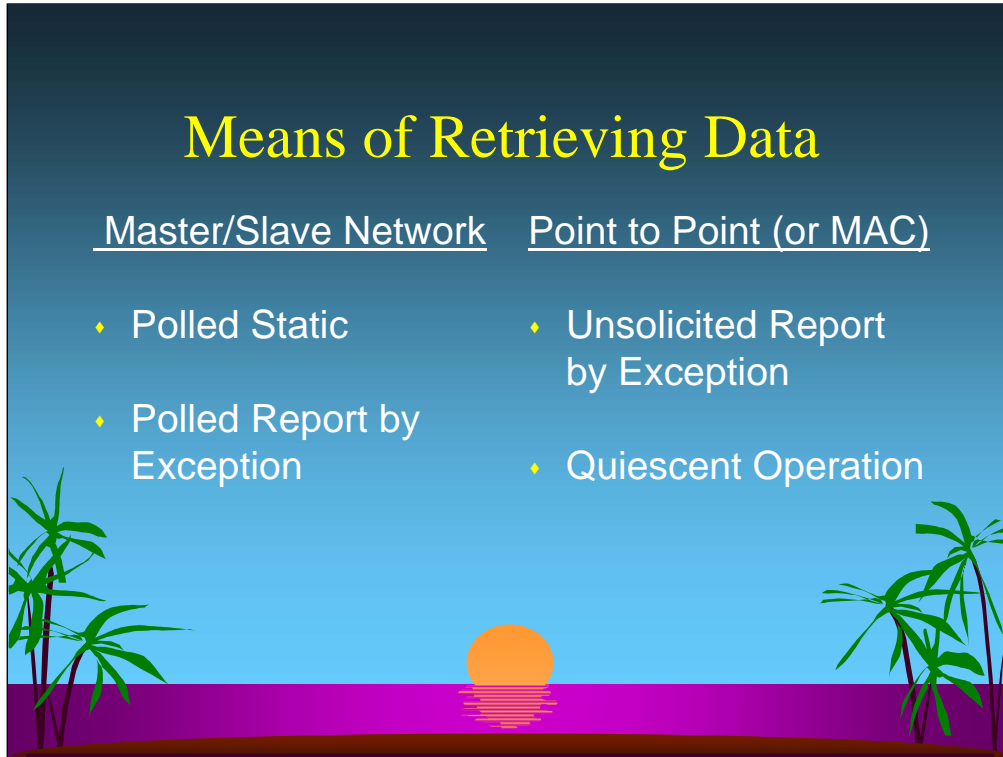 Means of Retrieving Data
Master/Slave Network
Polled Static
Polled Report by
Exception
Point to Point (or MAC)
Unsolicited Report
by Exception
Quiescent Operation